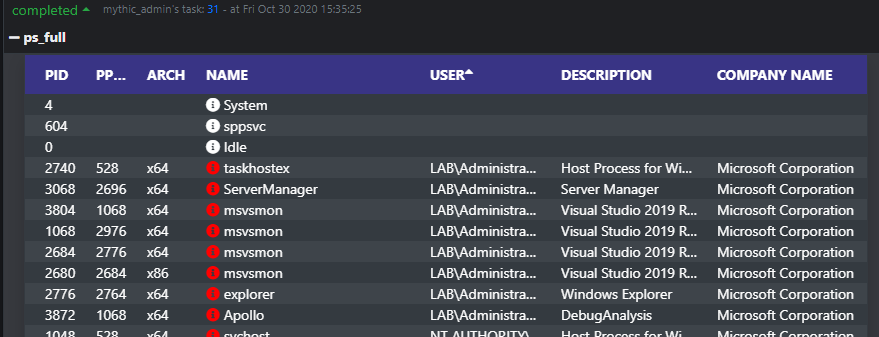 completed mythic_admin's task: 31 - at Fri Oct 30 2020 15:35:25
ps_full
PID PP... ARCH NAME USER DESCRIPTION COMPANY NAME
4 System
604 sppsvc
0 Idle
2740 528 x64 taskhostex LAB\Administra... Host Process for Wi... Microsoft Corporation
3068 2696 x64 ServerManager LAB\Administra... Server Manager Microsoft Corporation
3804 1068 x64 msvsmon LAB\Administra... Visual Studio 2019 R... Microsoft Corporation
1068 2976 x64 msvsmon LAB\Administra... Visual Studio 2019 R... Microsoft Corporation
2684 2776 x64 msvsmon LAB\Administra... Visual Studio 2019 R... Microsoft Corporation
2680 2684 x86 msvsmon LAB\Administra... Visual Studio 2019 R... Microsoft Corporation
2776 2764 x64 explorer LAB\Administra... Windows Explorer Microsoft Corporation
3872 1068 x64 Apollo LAB\Administra... DebugAnalysis Microsoft Corporation
1048 528 x64 svchost NT AUTHORITY\ Host Process for Wi... Microsoft Corporation